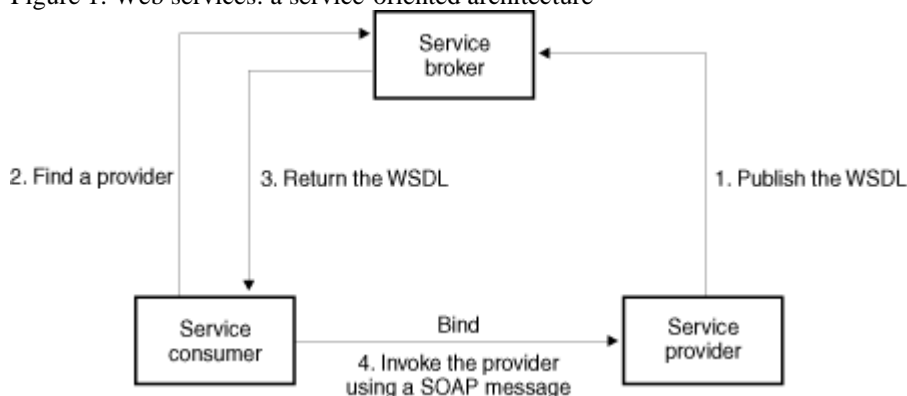 Figure 1. Web services: a service-oriented architecture
Service
broker
2. Find a provider
3. Return the WSDL
1. Publish the WSDL
Service
consumer
Bind
4. Invoke the provider
using a SOAP message
Service
provider